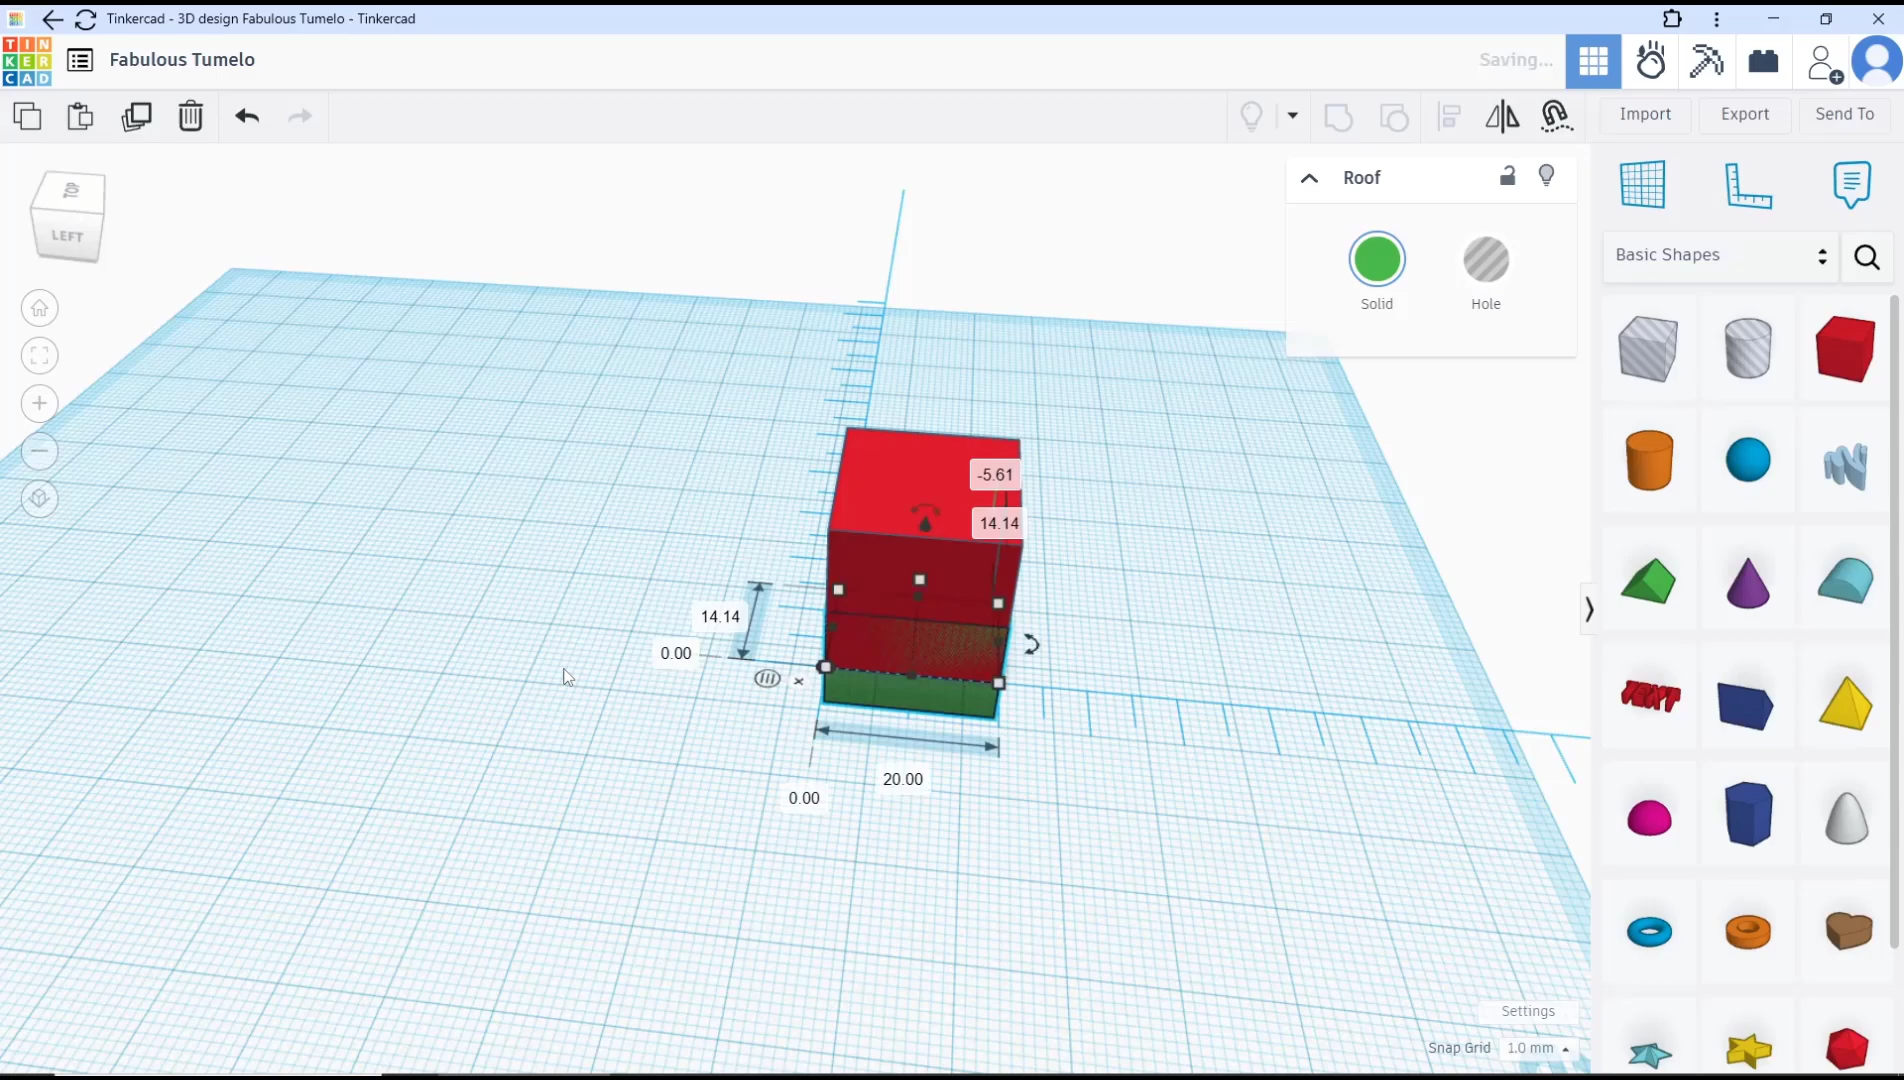 Tinkercad - 3D design Fabulous Tumelo - Tinkercad
TIN
KER
CAD
Fabulous Tumelo
Saving...
Import
Export
Send To
TOP
LEFT
Roof
Solid
Hole
Basic Shapes
TEXT
-5.61
14.14
14.14
0.00
20.00
0.00
Settings
Snap Grid
1.0 mm